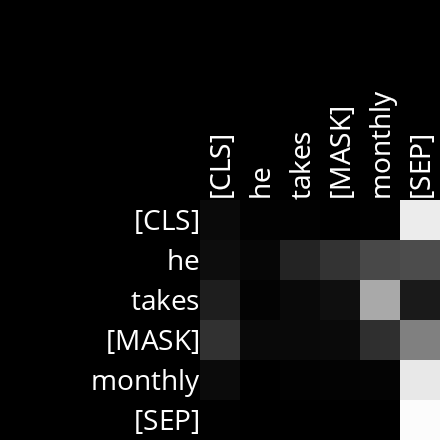 [CLS]
he
takes
[MASK]
monthly
[SEP]
[CLS]
he
takes
[MASK]
monthly
[SEP]